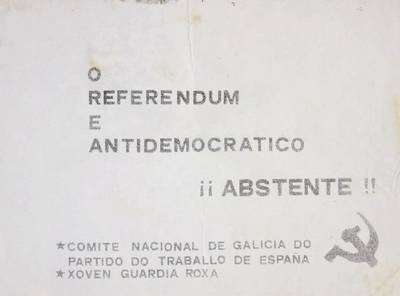 O
REFERENDUM
E
ANTIDEMOCRATICO
¡¡ ABSTENTE !!
*COMITE NACIONAL DE GALICIA DO
PARTIDO DO TRABALLO DE ESPAÑA
*XOVEN GUARDIA ROXA